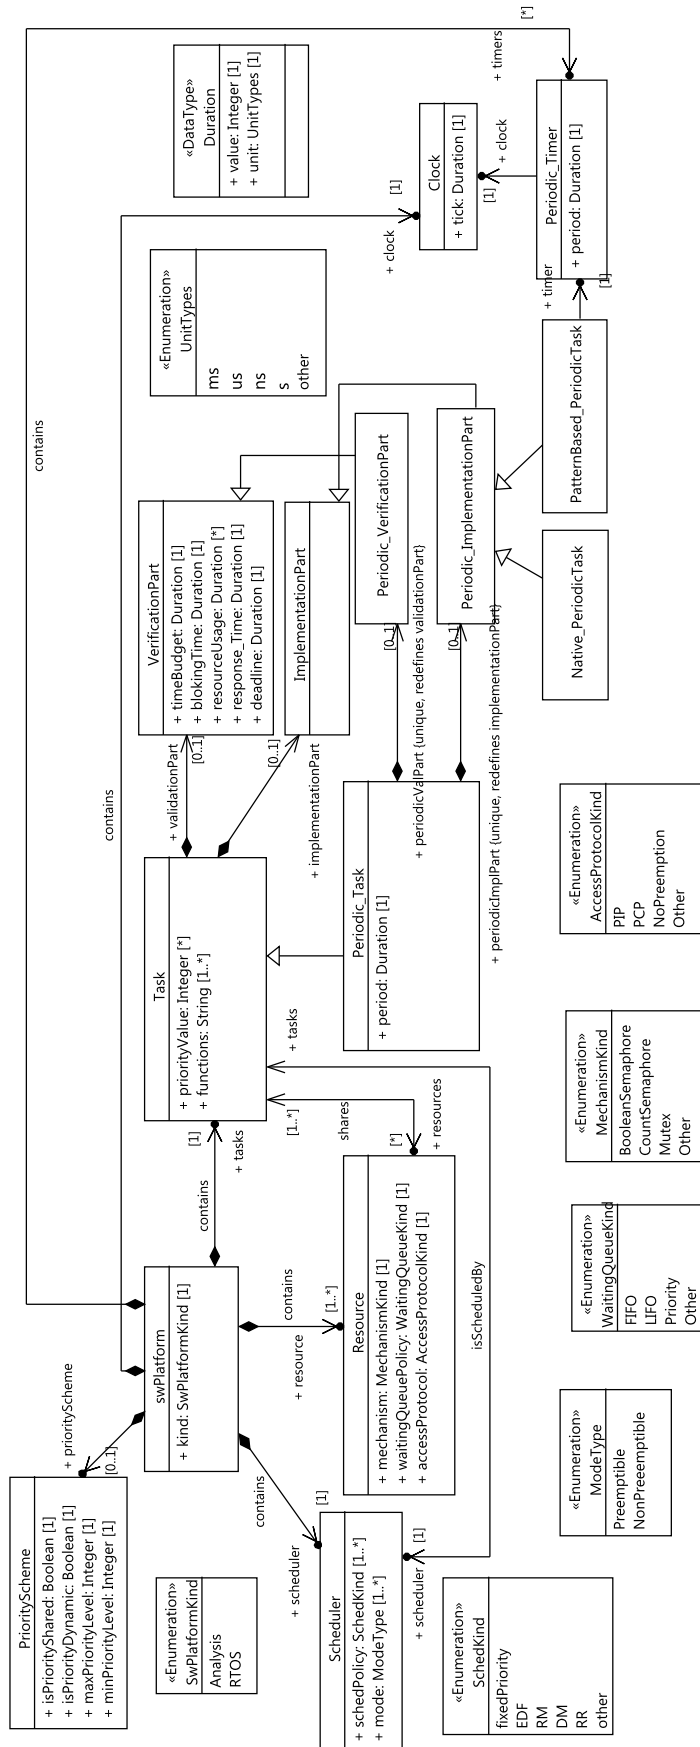 PriorityScheme
+ isPriorityShared: Boolean [1]
+ isPriorityDynamic: Boolean [1]
+ maxPriorityLevel: Integer [1]
+ minPriorityLevel: Integer [1]
+ priorityScheme
[0..1]
contains
+ timers
[*]
contains
+ clock
[1]
swPlatform
+ kind: SwPlatformKind [1]
contains
[1]
+ tasks
contains
+ resource
[1..*]
contains
+ scheduler
[1]
«Enumeration»
SwPlatformKind
Analysis
RTOS
Scheduler
+ schedPolicy: SchedKind [1..*]
+ mode: ModeType [1..*]
+ scheduler
[1]
isScheduledBy
+ tasks
Resource
+ mechanism: MechanismKind [1]
+ waitingQueuePolicy: WaitingQueueKind [1]
+ accessProtocol: AccessProtocolKind [1]
[*]
+ resources
shares
[1..*]
Task
+ priorityValue: Integer [*]
+ functions: String [1..*]
+ validationPart
[0..1]
+ implementationPart
[0..1]
VerificationPart
+ timeBudget: Duration [1]
+ blokingTime: Duration [1]
+ resourceUsage: Duration [*]
+ response_Time: Duration [1]
+ deadline: Duration [1]
ImplementationPart
Periodic_Task
+ period: Duration [1]
+ periodicValPart {unique, redefines validationPart}
[0..1]
+ periodicImplPart {unique, redefines implementationPart}
[0..1]
Periodic_VerificationPart
Periodic_ImplementationPart
Native_PeriodicTask
PatternBased_PeriodicTask
+ timer
[1]
Periodic_Timer
+ period: Duration [1]
+ clock
[1]
Clock
+ tick: Duration [1]
«DataType»
Duration
+ value: Integer [1]
+ unit: UnitTypes [1]
«Enumeration»
UnitTypes
ms
us
ns
s
other
«Enumeration»
SchedKind
fixedPriority
EDF
RM
DM
RR
other
«Enumeration»
ModeType
Preemptible
NonPreeemptible
«Enumeration»
WaitingQueueKind
FIFO
LIFO
Priority
Other
«Enumeration»
MechanismKind
BooleanSemaphore
CountSemaphore
Mutex
Other
«Enumeration»
AccessProtocolKind
PIP
PCP
NoPreemption
Other